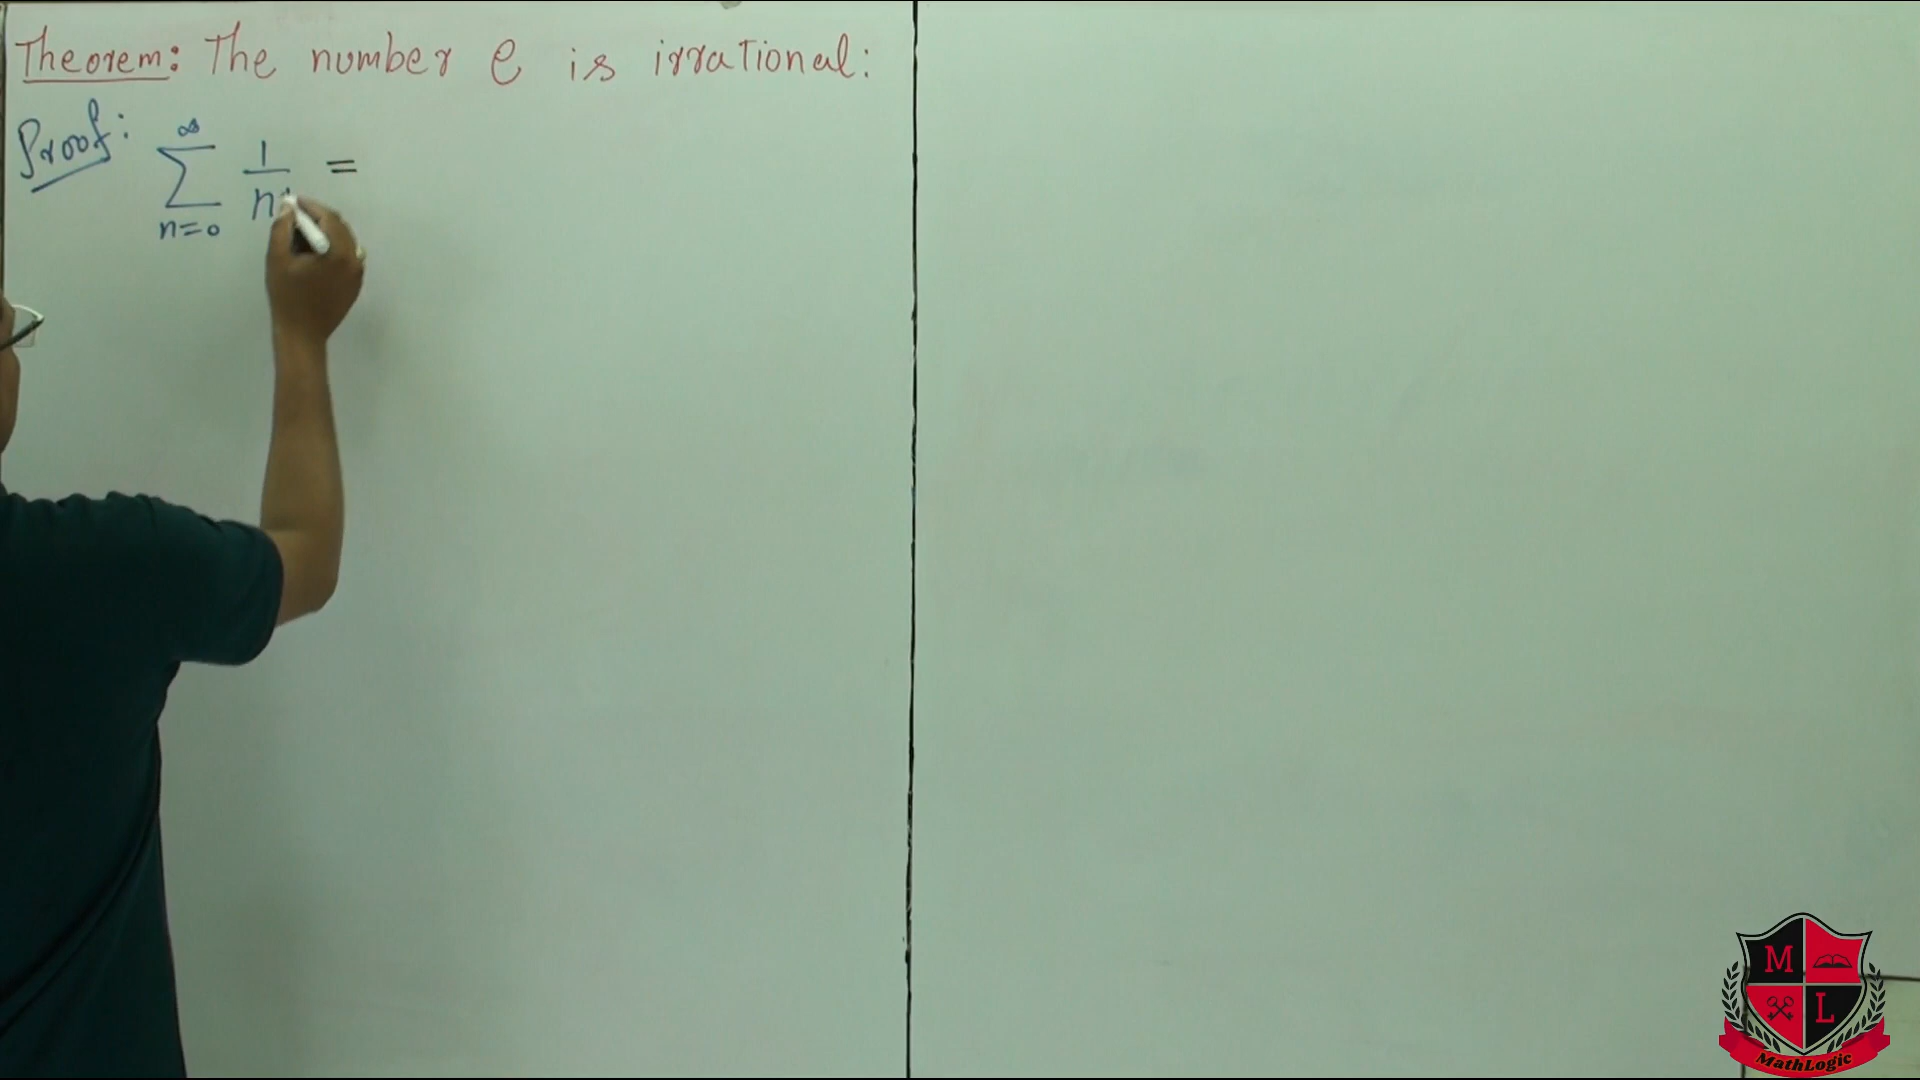 Theorem: The number e is irrational:
Proof: ∞
∑ 1/n =
n=0
M
L
MathLogic